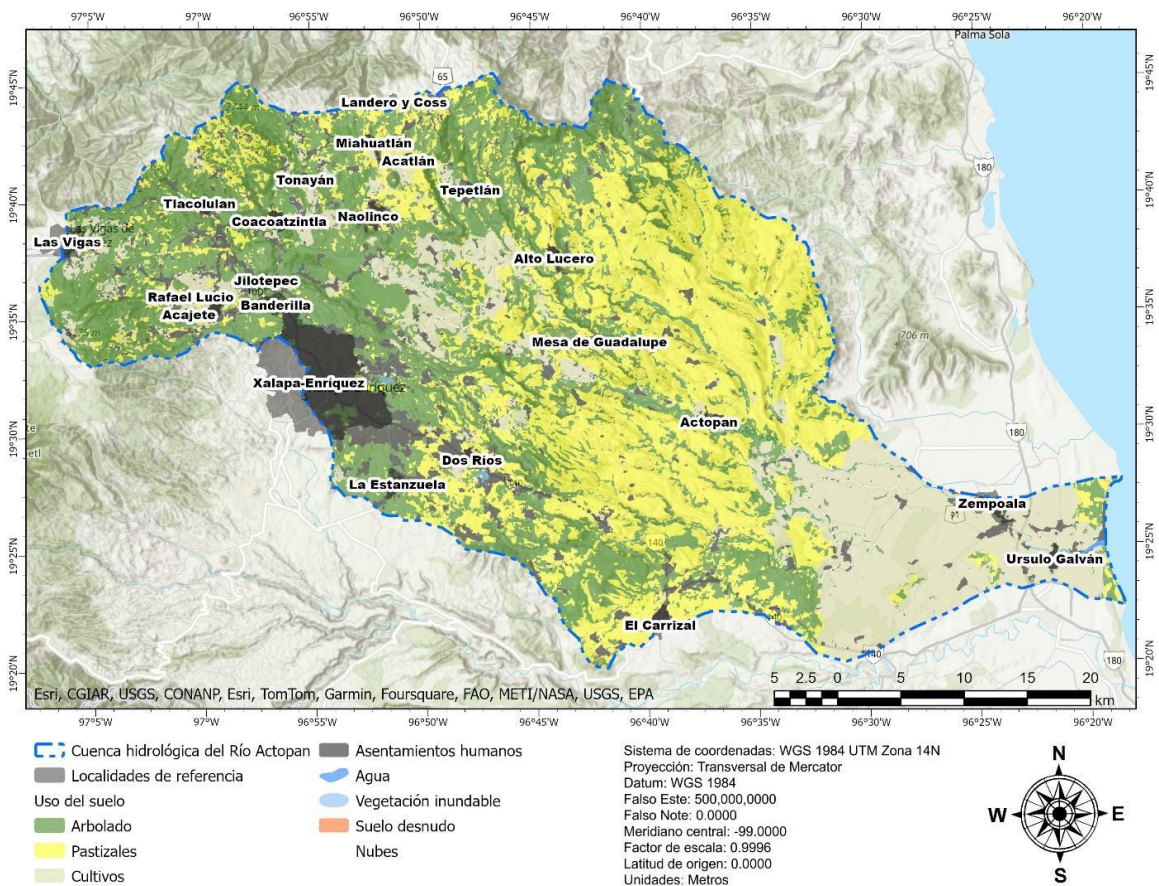 97°5'W 97°0'W 96°55'W 96°50'W 96°45'W 96°40'W 96°35'W 96°30'W 96°25'W 96°20'W
Palma Sola
65
19°45'N
19°45'N
2744 m
Landero y Coss
Miahuatlán
Acatlán
180
Tonayán
Tepetlán
19°40'N
19°40'N
Tlacolulan
Coacoatzintla
Naolinco
Las Vigas de
Las Vigas
Alto Lucero
Jilotepec
Rafael Lucio
Banderilla
Acajete
19°35'N
19°35'N
Mesa de Guadalupe
706 m
Xalapa-Enríquez
Actopan
19°30'N
180
Dos Ríos
La Estanzuela
Zempoala
140
Ursulo Galván
19°25'N
El Carrizal
140
180
19°20'N
19°20'N
Esri, CGIAR, USGS, CONANP, Esri, TomTom, Garmin, Foursquare, FAO, METI/NASA, USGS, EPA
5 2.5 0 5 10 15 20
km
97°5'W 97°0'W 96°55'W 96°50'W 96°45'W 96°40'W 96°35'W 96°30'W 96°25'W 96°20'W
Cuenca hidrológica del Río Actopan
Localidades de referencia
Uso del suelo
Arbolado
Pastizales
Cultivos
Asentamientos humanos
Agua
Vegetación inundable
Suelo desnudo
Nubes
Sistema de coordenadas: WGS 1984 UTM Zona 14N
Proyección: Transversal de Mercator
Datum: WGS 1984
Falso Este: 500,000,0000
Falso Note: 0.0000
Meridiano central: -99.0000
Factor de escala: 0.9996
Latitud de origen: 0.0000
Unidades: Metros
N
W E
S